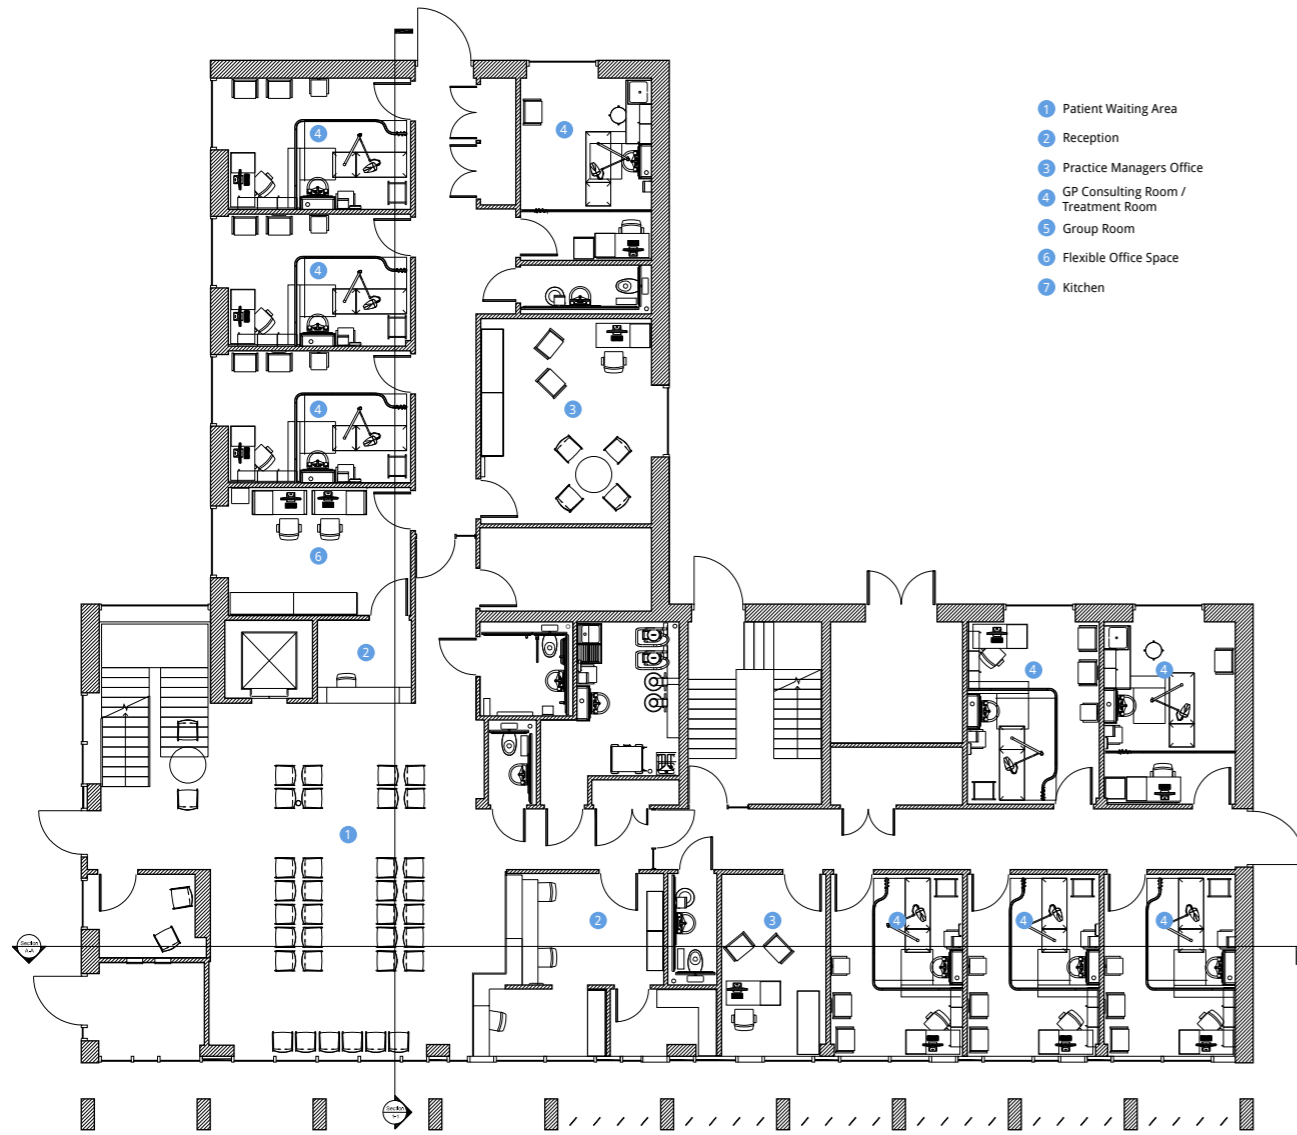 1 Patient Waiting Area
2 Reception
3 Practice Managers Office
4 GP Consulting Room /
Treatment Room
5 Group Room
6 Flexible Office Space
7 Kitchen
4
4
4
4
3
6
2
4
4
1
2
3
4
4
4
Section
A-A
Section